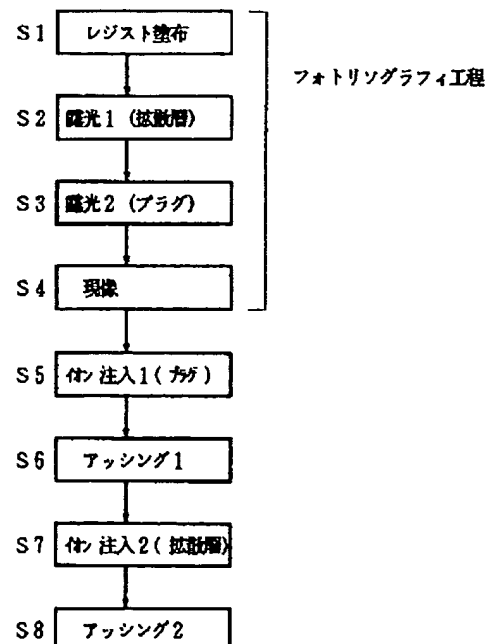 S1 レジスト塗布
フォトリソグラフィ工程
S2 露光1 (拡散層)
S3 露光2 (プラグ)
S4 現像
S5 イオン注入1(プラグ)
S6 アッシング1
S7 イオン注入2(拡散層)
S8 アッシング2